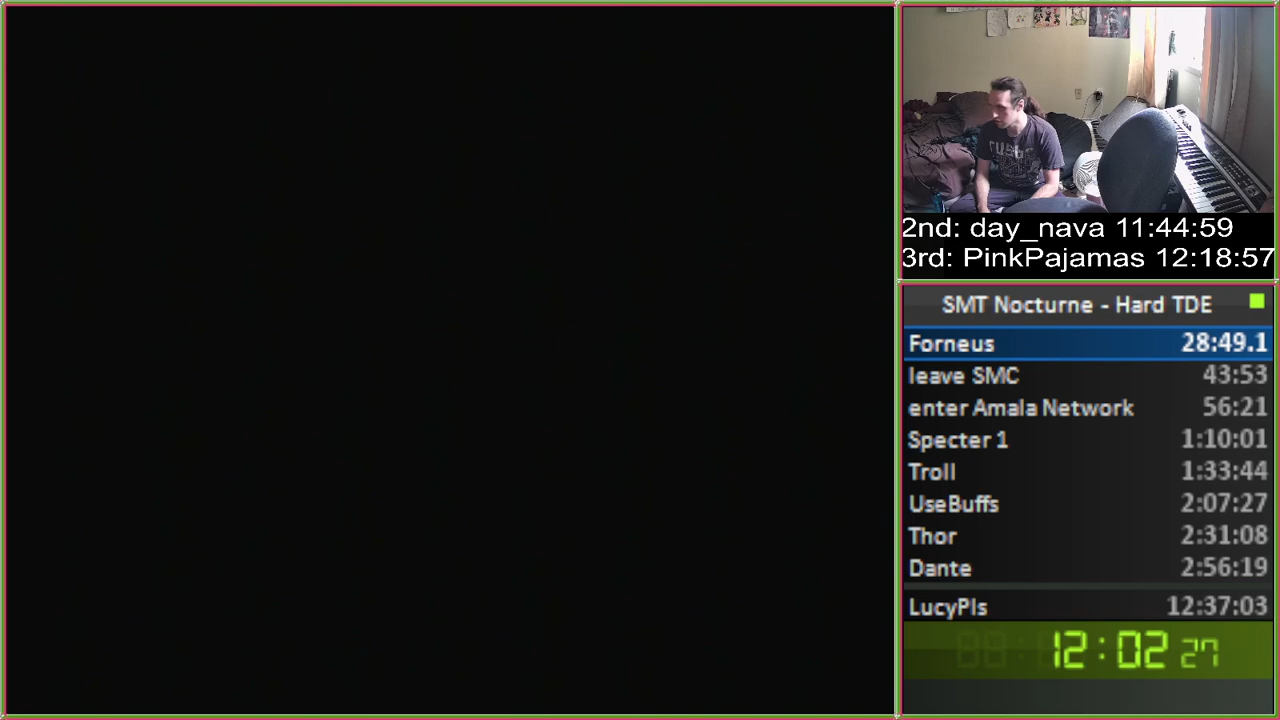 2nd: day_nava 11:44:59
3rd: PinkPajamas 12:18:57
SMT Nocturne - Hard TDE
Forneus 28:49.1
leave SMC 43:53
enter Amala Network 56:21
Specter 1 1:10:01
Troll 1:33:44
UseBuffs 2:07:27
Thor 2:31:08
Dante 2:56:19
LucyPls 12:37:03
12:02 27